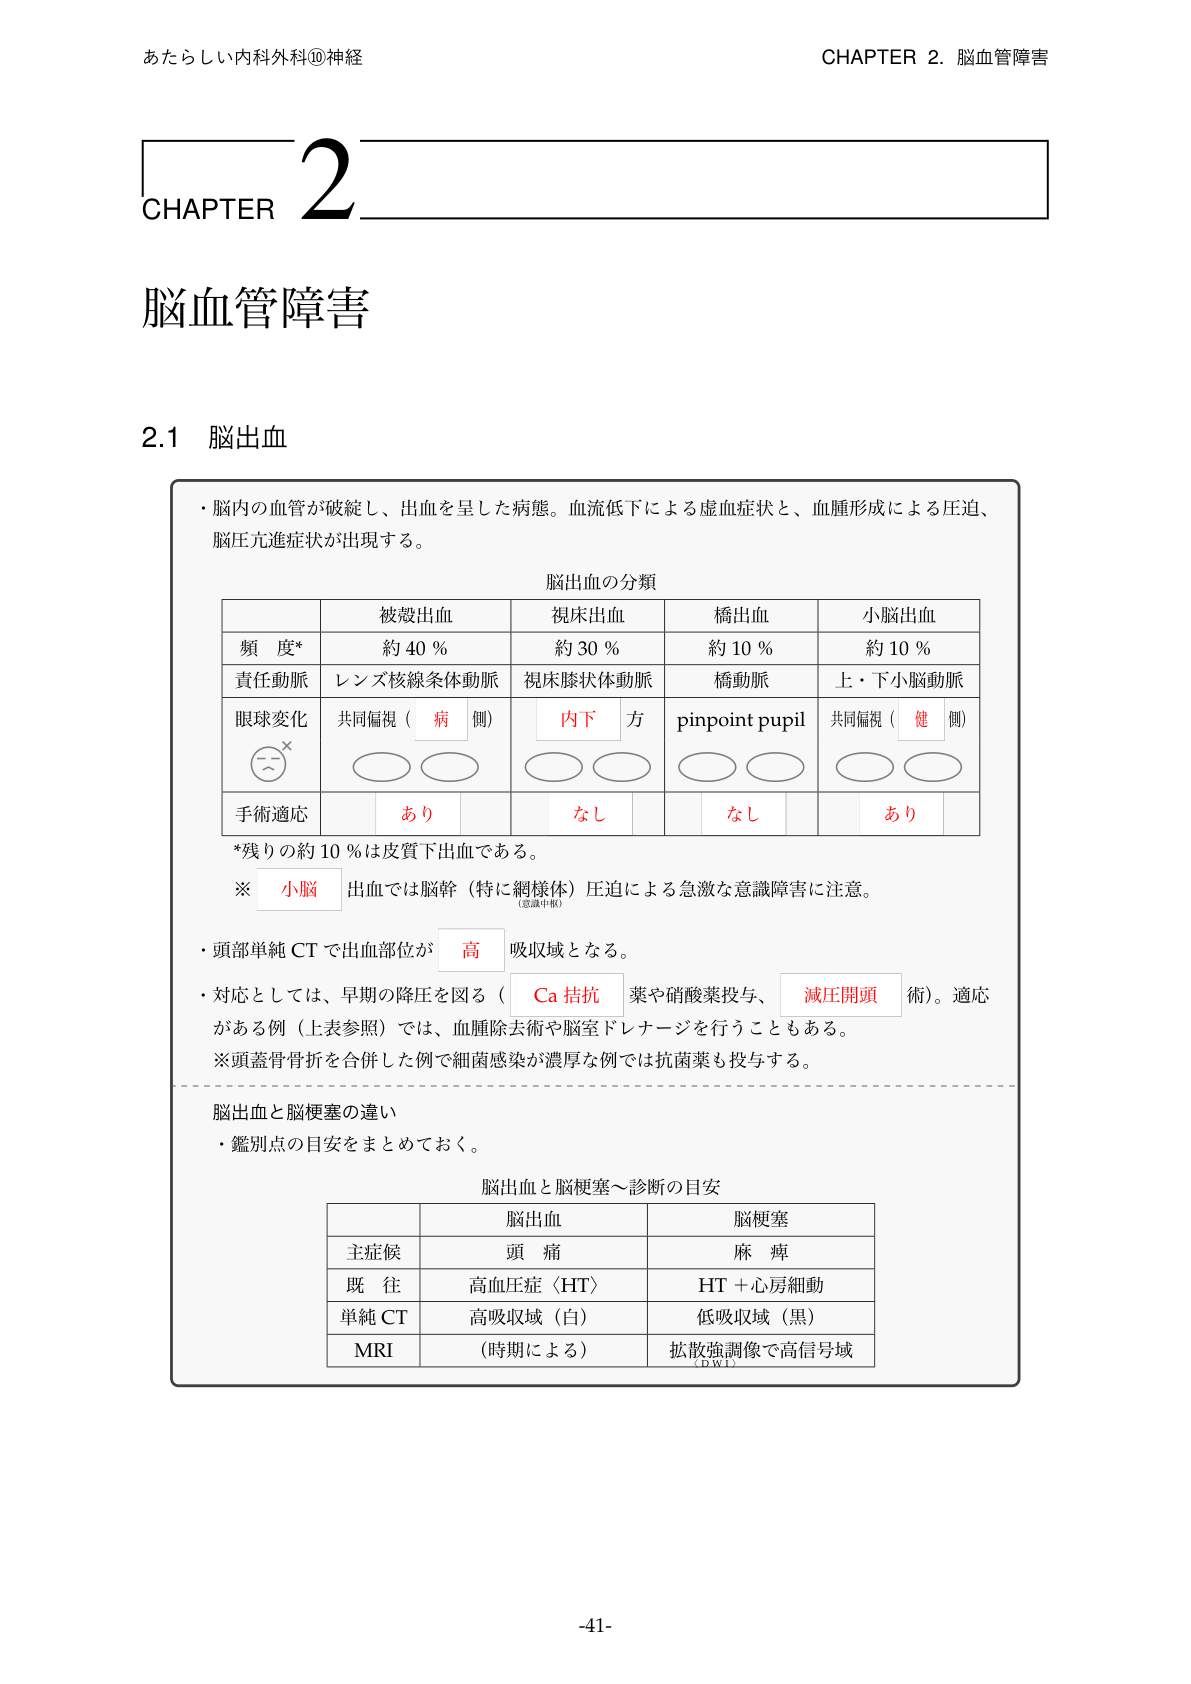 あたらしい内科外科⑩神経 CHAPTER 2. 脳血管障害
CHAPTER 2
脳血管障害
2.1 脳出血
・脳内の血管が破綻し、出血を呈した病態。血流低下による虚血症状と、血腫形成による圧迫、
脳圧亢進症状が出現する。
脳出血の分類
被殻出血 視床出血 橋出血 小脳出血
頻 度* 約 40 % 約 30 % 約 10 % 約 10 %
責任動脈 レンズ核線条体動脈 視床膝状体動脈 橋動脈 上・下小脳動脈
眼球変化 共同偏視（ 病 側） 内下 方 pinpoint pupil 共同偏視（ 健 側）
手術適応 あり なし なし あり
*残りの約 10 %は皮質下出血である。
※ 小脳 出血では脳幹（特に網様体）圧迫による急激な意識障害に注意。
（意識中枢）
・頭部単純 CT で出血部位が 高 吸収域となる。
・対応としては、早期の降圧を図る（ Ca 拮抗 薬や硝酸薬投与、 減圧開頭 術）。適応
がある例（上表参照）では、血腫除去術や脳室ドレナージを行うこともある。
※頭蓋骨骨折を合併した例で細菌感染が濃厚な例では抗菌薬も投与する。
脳出血と脳梗塞の違い
・鑑別点の目安をまとめておく。
脳出血と脳梗塞〜診断の目安
脳出血 脳梗塞
主症候 頭 痛 麻 痺
既 往 高血圧症〈HT〉 HT ＋心房細動
単純 CT 高吸収域（白） 低吸収域（黒）
MRI （時期による） 拡散強調像で高信号域
〈DWI〉
-41-